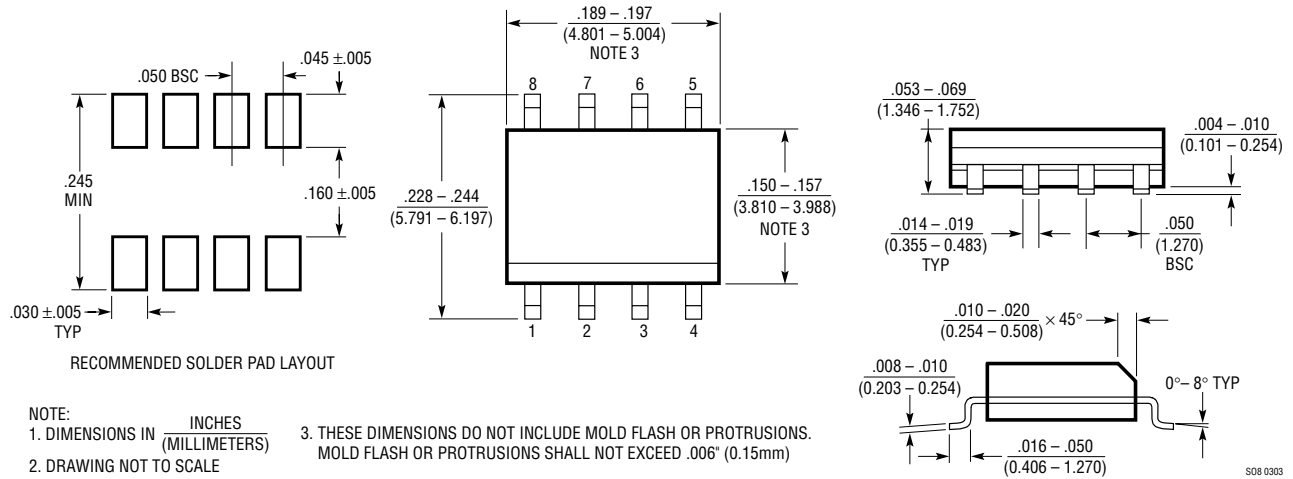 .050 BSC
.045 ±.005
.245
MIN
.160 ±.005
.030 ±.005
TYP
RECOMMENDED SOLDER PAD LAYOUT
.189 – .197
(4.801 – 5.004)
NOTE 3
8 7 6 5
.228 – .244
(5.791 – 6.197)
.150 – .157
(3.810 – 3.988)
NOTE 3
1 2 3 4
.053 – .069
(1.346 – 1.752)
.004 – .010
(0.101 – 0.254)
.014 – .019
(0.355 – 0.483)
TYP
.050
(1.270)
BSC
.010 – .020
(0.254 – 0.508)
× 45°
.008 – .010
(0.203 – 0.254)
0°– 8° TYP
.016 – .050
(0.406 – 1.270)
NOTE:
1. DIMENSIONS IN
INCHES
(MILLIMETERS)
2. DRAWING NOT TO SCALE
3. THESE DIMENSIONS DO NOT INCLUDE MOLD FLASH OR PROTRUSIONS.
MOLD FLASH OR PROTRUSIONS SHALL NOT EXCEED .006" (0.15mm)
SO8 0303